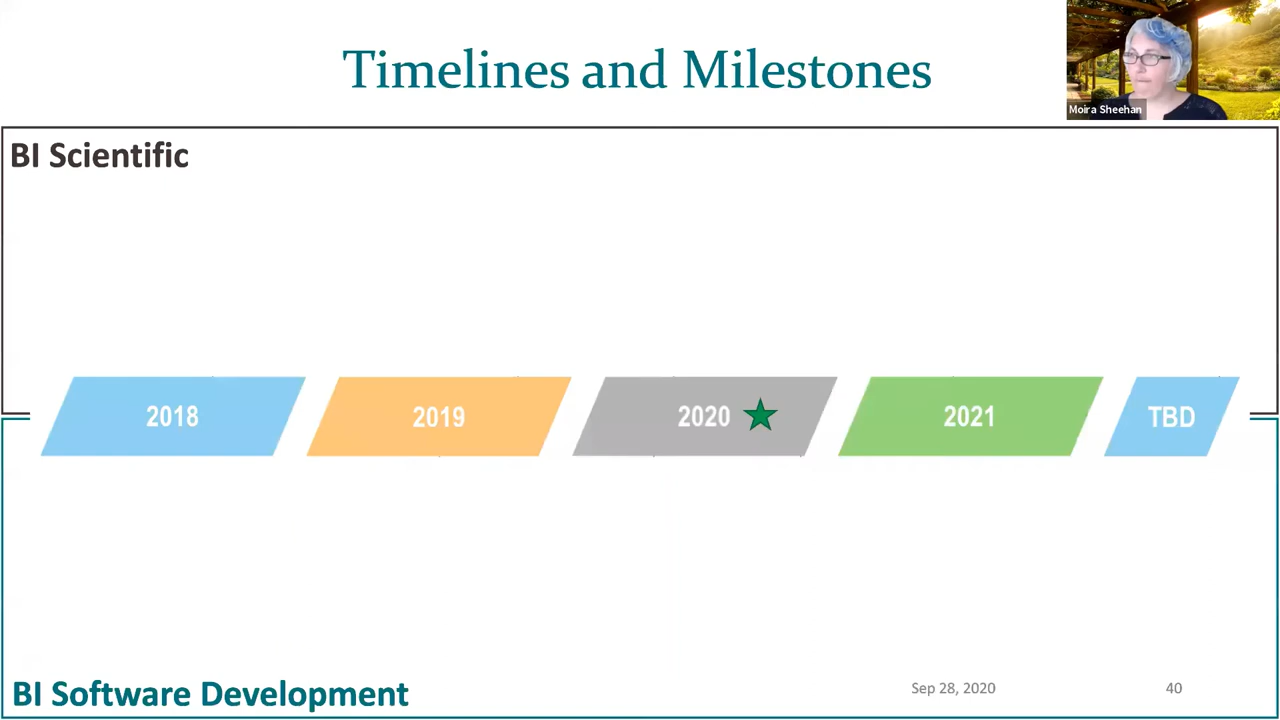 Timelines and Milestones
Moira Sheehan
BI Scientific
2018
2019
2020
2021
TBD
BI Software Development
Sep 28, 2020
40